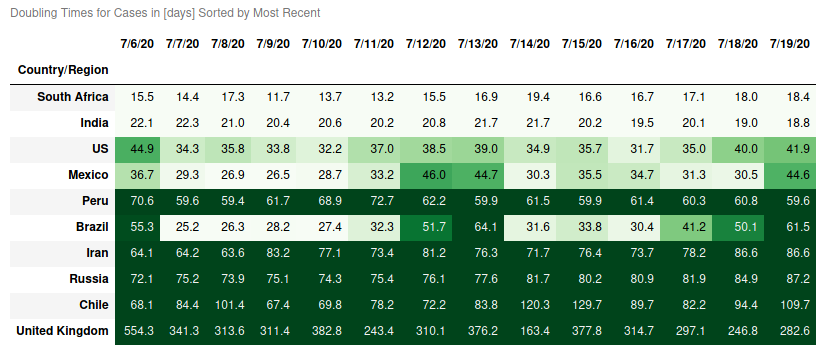 Doubling Times for Cases in [days] Sorted by Most Recent
7/6/20 7/7/20 7/8/20 7/9/20 7/10/20 7/11/20 7/12/20 7/13/20 7/14/20 7/15/20 7/16/20 7/17/20 7/18/20 7/19/20
Country/Region
South Africa 15.5 14.4 17.3 11.7 13.7 13.2 15.5 16.9 19.4 16.6 16.7 17.1 18.0 18.4
India 22.1 22.3 21.0 20.4 20.6 20.2 20.8 21.7 21.7 20.2 19.5 20.1 19.0 18.8
US 44.9 34.3 35.8 33.8 32.2 37.0 38.5 39.0 34.9 35.7 31.7 35.0 40.0 41.9
Mexico 36.7 29.3 26.9 26.5 28.7 33.2 46.0 44.7 30.3 35.5 34.7 31.3 30.5 44.6
Peru 70.6 59.6 59.4 61.7 68.9 72.7 62.2 59.9 61.5 59.9 61.4 60.3 60.8 59.6
Brazil 55.3 25.2 26.3 28.2 27.4 32.3 51.7 64.1 31.6 33.8 30.4 41.2 50.1 61.5
Iran 64.1 64.2 63.6 83.2 77.1 73.4 81.2 76.3 71.7 76.4 73.7 78.2 86.6 86.6
Russia 72.1 75.2 73.9 75.1 74.3 75.4 76.1 77.6 81.7 80.2 80.9 81.9 84.9 87.2
Chile 68.1 84.4 101.4 67.4 69.8 78.2 72.2 83.8 120.3 129.7 89.7 82.2 94.4 109.7
United Kingdom 554.3 341.3 313.6 311.4 382.8 243.4 310.1 376.2 163.4 377.8 314.7 297.1 246.8 282.6